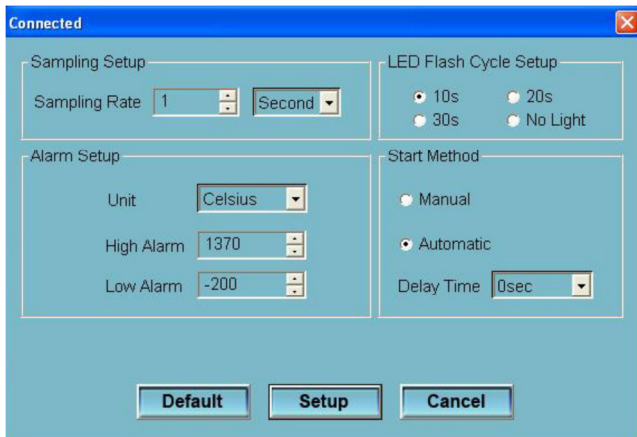 Connected
Sampling Setup
Sampling Rate 1 Second
LED Flash Cycle Setup
10s 20s
30s No Light
Alarm Setup
Unit Celsius
High Alarm 1370
Low Alarm -200
Start Method
Manual
Automatic
Delay Time 0sec
Default Setup Cancel